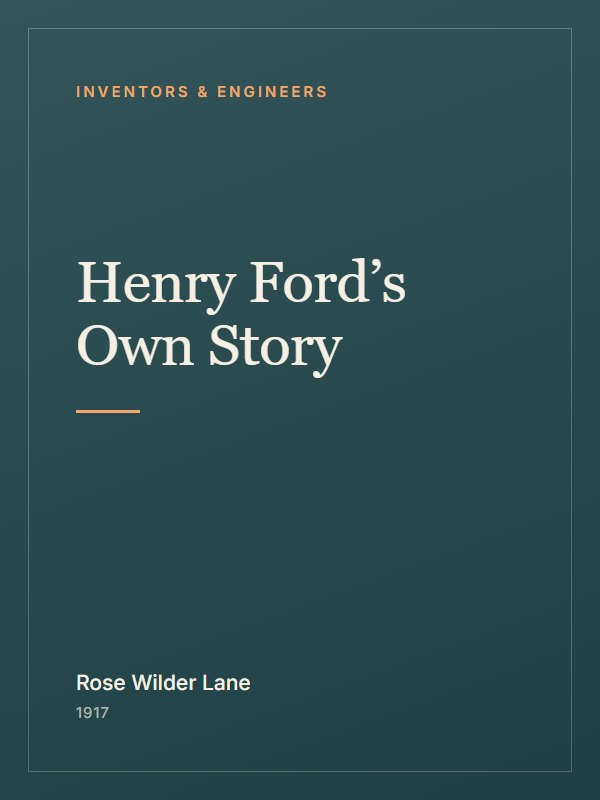 INVENTORS & ENGINEERS
Henry Ford’s
Own Story
Rose Wilder Lane
1917